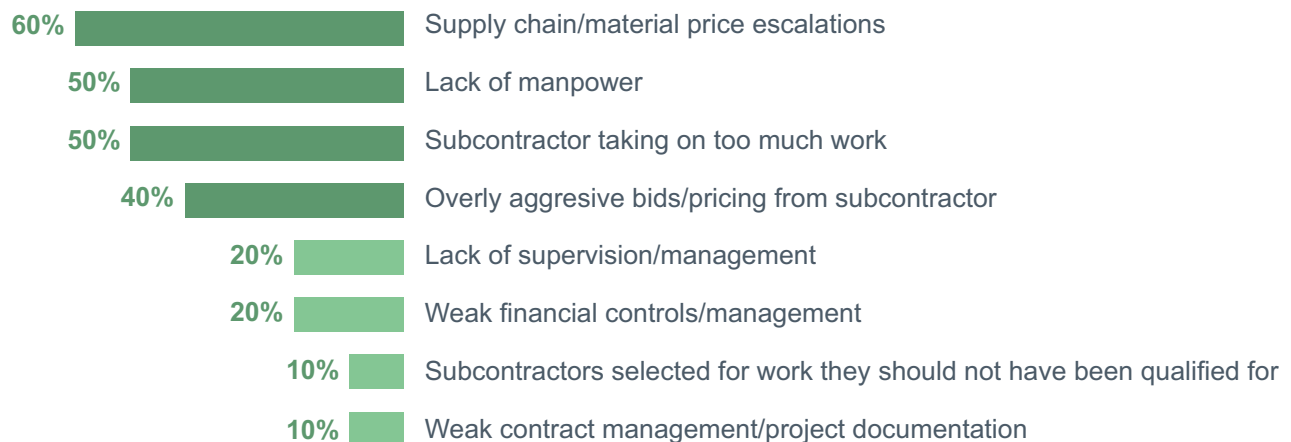 60% Supply chain/material price escalations
50% Lack of manpower
50% Subcontractor taking on too much work
40% Overly aggresive bids/pricing from subcontractor
20% Lack of supervision/management
20% Weak financial controls/management
10% Subcontractors selected for work they should not have been qualified for
10% Weak contract management/project documentation